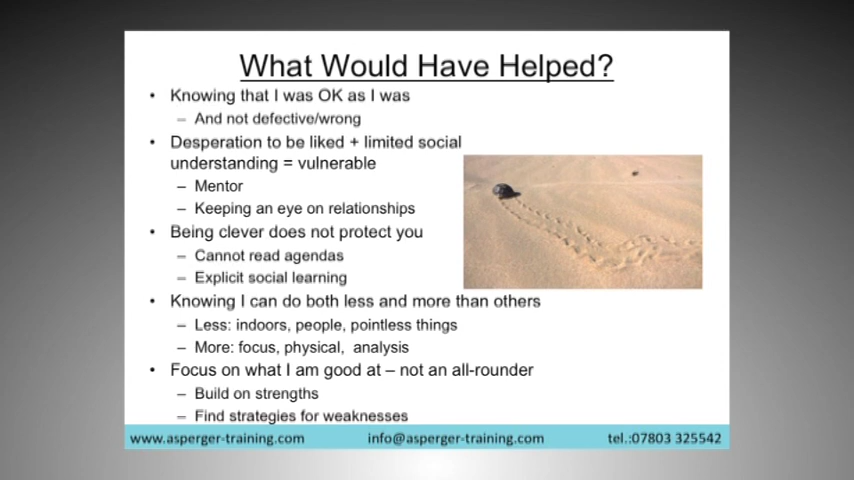 What Would Have Helped?
• Knowing that I was OK as I was
– And not defective/wrong
• Desperation to be liked + limited social
understanding = vulnerable
– Mentor
– Keeping an eye on relationships
• Being clever does not protect you
– Cannot read agendas
– Explicit social learning
• Knowing I can do both less and more than others
– Less: indoors, people, pointless things
– More: focus, physical, analysis
• Focus on what I am good at – not an all-rounder
– Build on strengths
– Find strategies for weaknesses
www.asperger-training.com info@asperger-training.com tel.:07803 325542